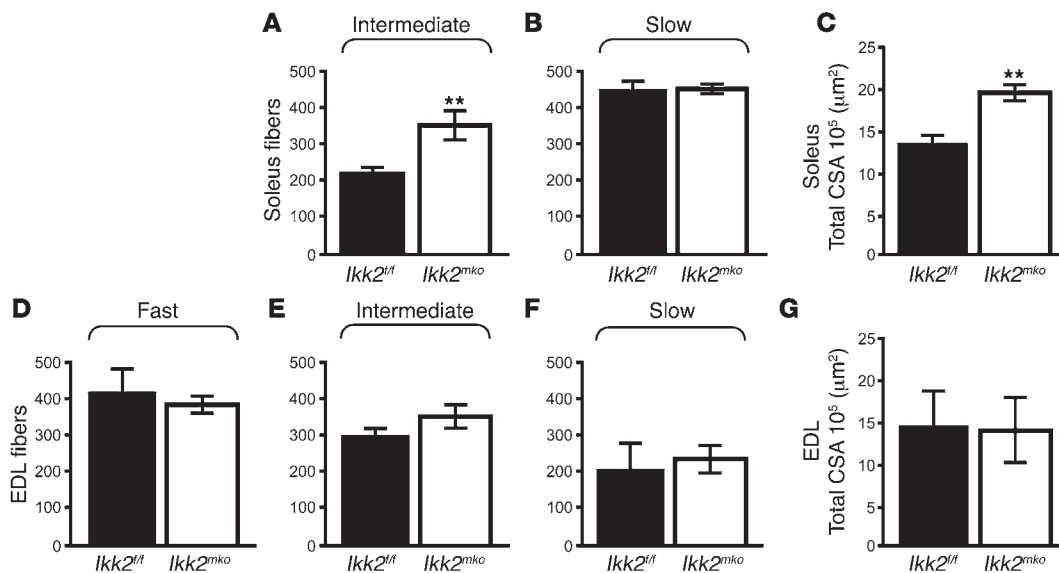 A
Intermediate
Soleus fibers
500
400
300
200
100
0
**
Ikk2f/f
Ikk2mko
B
Slow
500
400
300
200
100
0
Ikk2f/f
Ikk2mko
C
Soleus
Total CSA 10⁵ (μm²)
25
20
15
10
5
0
**
Ikk2f/f
Ikk2mko
D
Fast
EDL fibers
500
400
300
200
100
0
Ikk2f/f
Ikk2mko
E
Intermediate
500
400
300
200
100
0
Ikk2f/f
Ikk2mko
F
Slow
500
400
300
200
100
0
Ikk2f/f
Ikk2mko
G
EDL
Total CSA 10⁵ (μm²)
25
20
15
10
5
0
Ikk2f/f
Ikk2mko